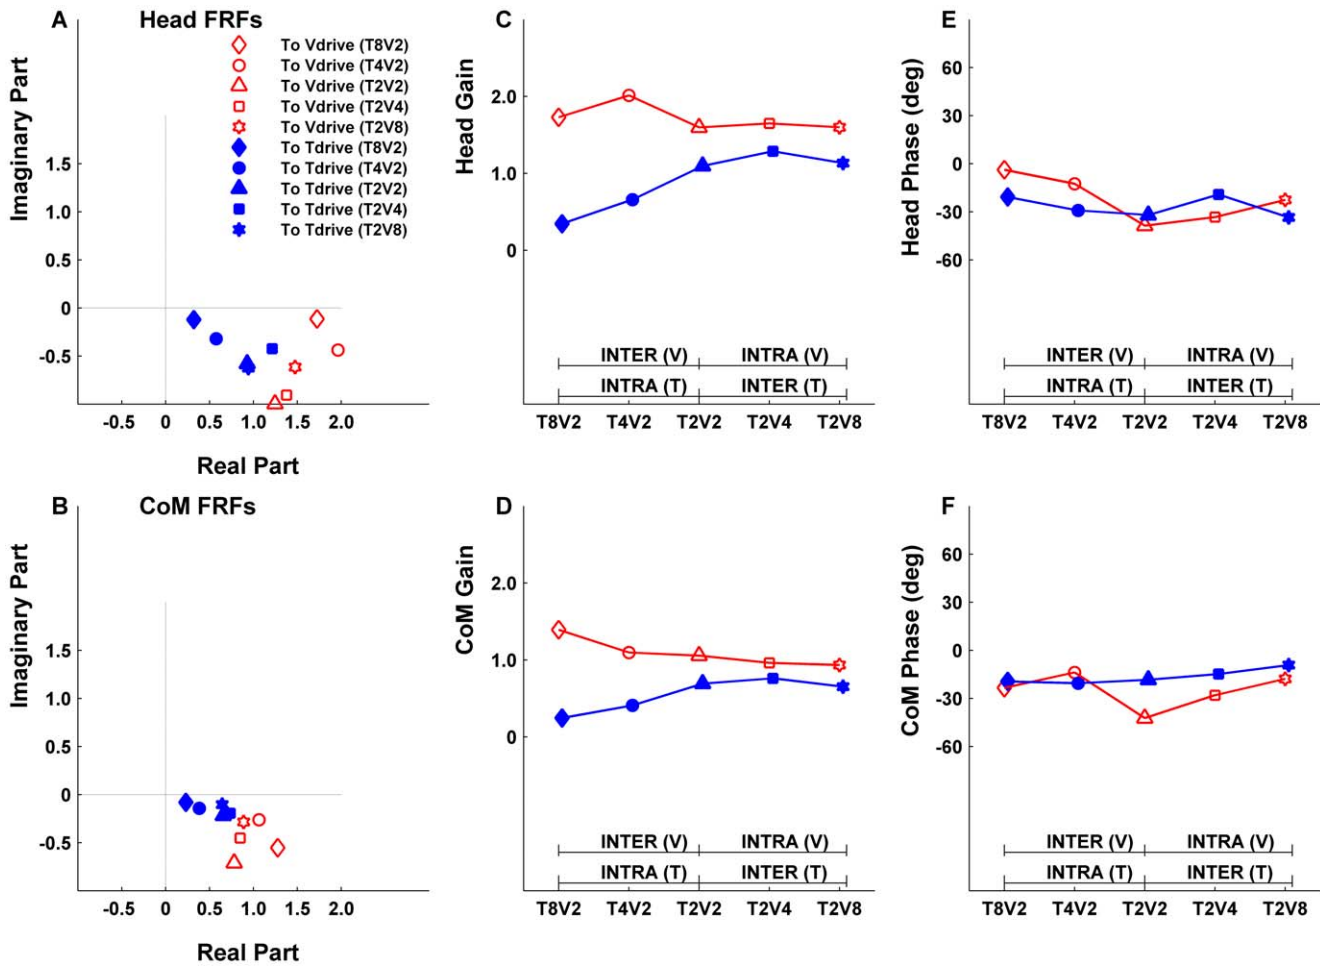 A
Head FRFs
Imaginary Part
To Vdrive (T8V2)
To Vdrive (T4V2)
To Vdrive (T2V2)
To Vdrive (T2V4)
To Vdrive (T2V8)
To Tdrive (T8V2)
To Tdrive (T4V2)
To Tdrive (T2V2)
To Tdrive (T2V4)
To Tdrive (T2V8)
1.5
1.0
0.5
0
-0.5
-0.5 0 0.5 1.0 1.5 2.0
Real Part
C
Head Gain
2.0
1.0
0
INTER (V) INTRA (V)
INTRA (T) INTER (T)
T8V2 T4V2 T2V2 T2V4 T2V8
E
Head Phase (deg)
60
30
0
-30
-60
INTER (V) INTRA (V)
INTRA (T) INTER (T)
T8V2 T4V2 T2V2 T2V4 T2V8
B
CoM FRFs
Imaginary Part
1.5
1.0
0.5
0
-0.5
-0.5 0 0.5 1.0 1.5 2.0
Real Part
D
CoM Gain
2.0
1.0
0
INTER (V) INTRA (V)
INTRA (T) INTER (T)
T8V2 T4V2 T2V2 T2V4 T2V8
F
CoM Phase (deg)
60
30
0
-30
-60
INTER (V) INTRA (V)
INTRA (T) INTER (T)
T8V2 T4V2 T2V2 T2V4 T2V8